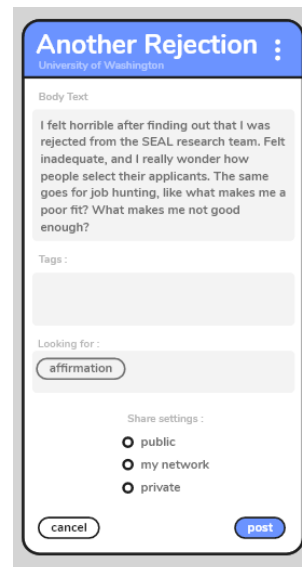 Another Rejection
University of Washington
Body Text
I felt horrible after finding out that I was
rejected from the SEAL research team. Felt
inadequate, and I really wonder how
people select their applicants. The same
goes for job hunting, like what makes me a
poor fit? What makes me not good
enough?
Tags :
Looking for :
affirmation
Share settings :
public
my network
private
cancel
post